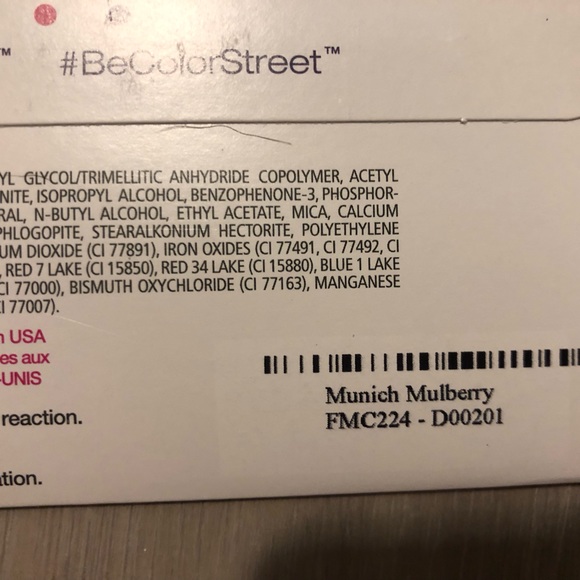 ™ #BeColorStreet™
YL GLYCOL/TRIMELLITIC ANHYDRIDE COPOLYMER, ACETYL
NITE, ISOPROPYL ALCOHOL, BENZOPHENONE-3, PHOSPHOR-
RAL, N-BUTYL ALCOHOL, ETHYL ACETATE, MICA, CALCIUM
PHLOGOPITE, STEARALKONIUM HECTORITE, POLYETHYLENE
UM DIOXIDE (CI 77891), IRON OXIDES (CI 77491, CI 77492, CI
, RED 7 LAKE (CI 15850), RED 34 LAKE (CI 15880), BLUE 1 LAKE
CI 77000), BISMUTH OXYCHLORIDE (CI 77163), MANGANESE
I 77007).
n USA
es aux
-UNIS
reaction.
tion.
Munich Mulberry
FMC224 - D00201